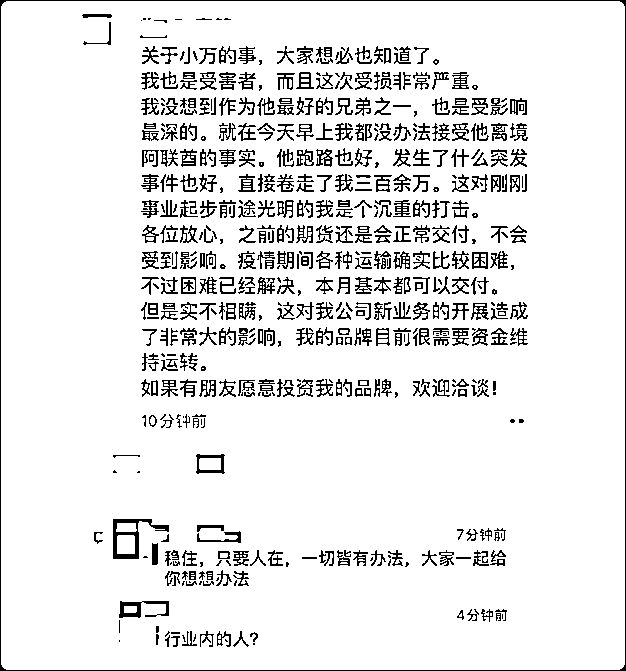 关于小万的事，大家想必也知道了。
我也是受害者，而且这次受损非常严重。
我没想到作为他最好的兄弟之一，也是受影响
最深的。就在今天早上我都没办法接受他离境
阿联酋的事实。他跑路也好，发生了什么突发
事件也好，直接卷走了我三百余万。这对刚刚
事业起步前途光明的我是个沉重的打击。
各位放心，之前的期货还是会正常交付，不会
受到影响。疫情期间各种运输确实比较困难，
不过困难已经解决，本月基本都可以交付。
但是实不相瞒，这对我公司新业务的开展造成
了非常大的影响，我的品牌目前很需要资金维
持运转。
如果有朋友愿意投资我的品牌，欢迎洽谈！
10分钟前
7分钟前
稳住，只要人在，一切皆有办法，大家一起给
你想想办法
4分钟前
行业内的人？